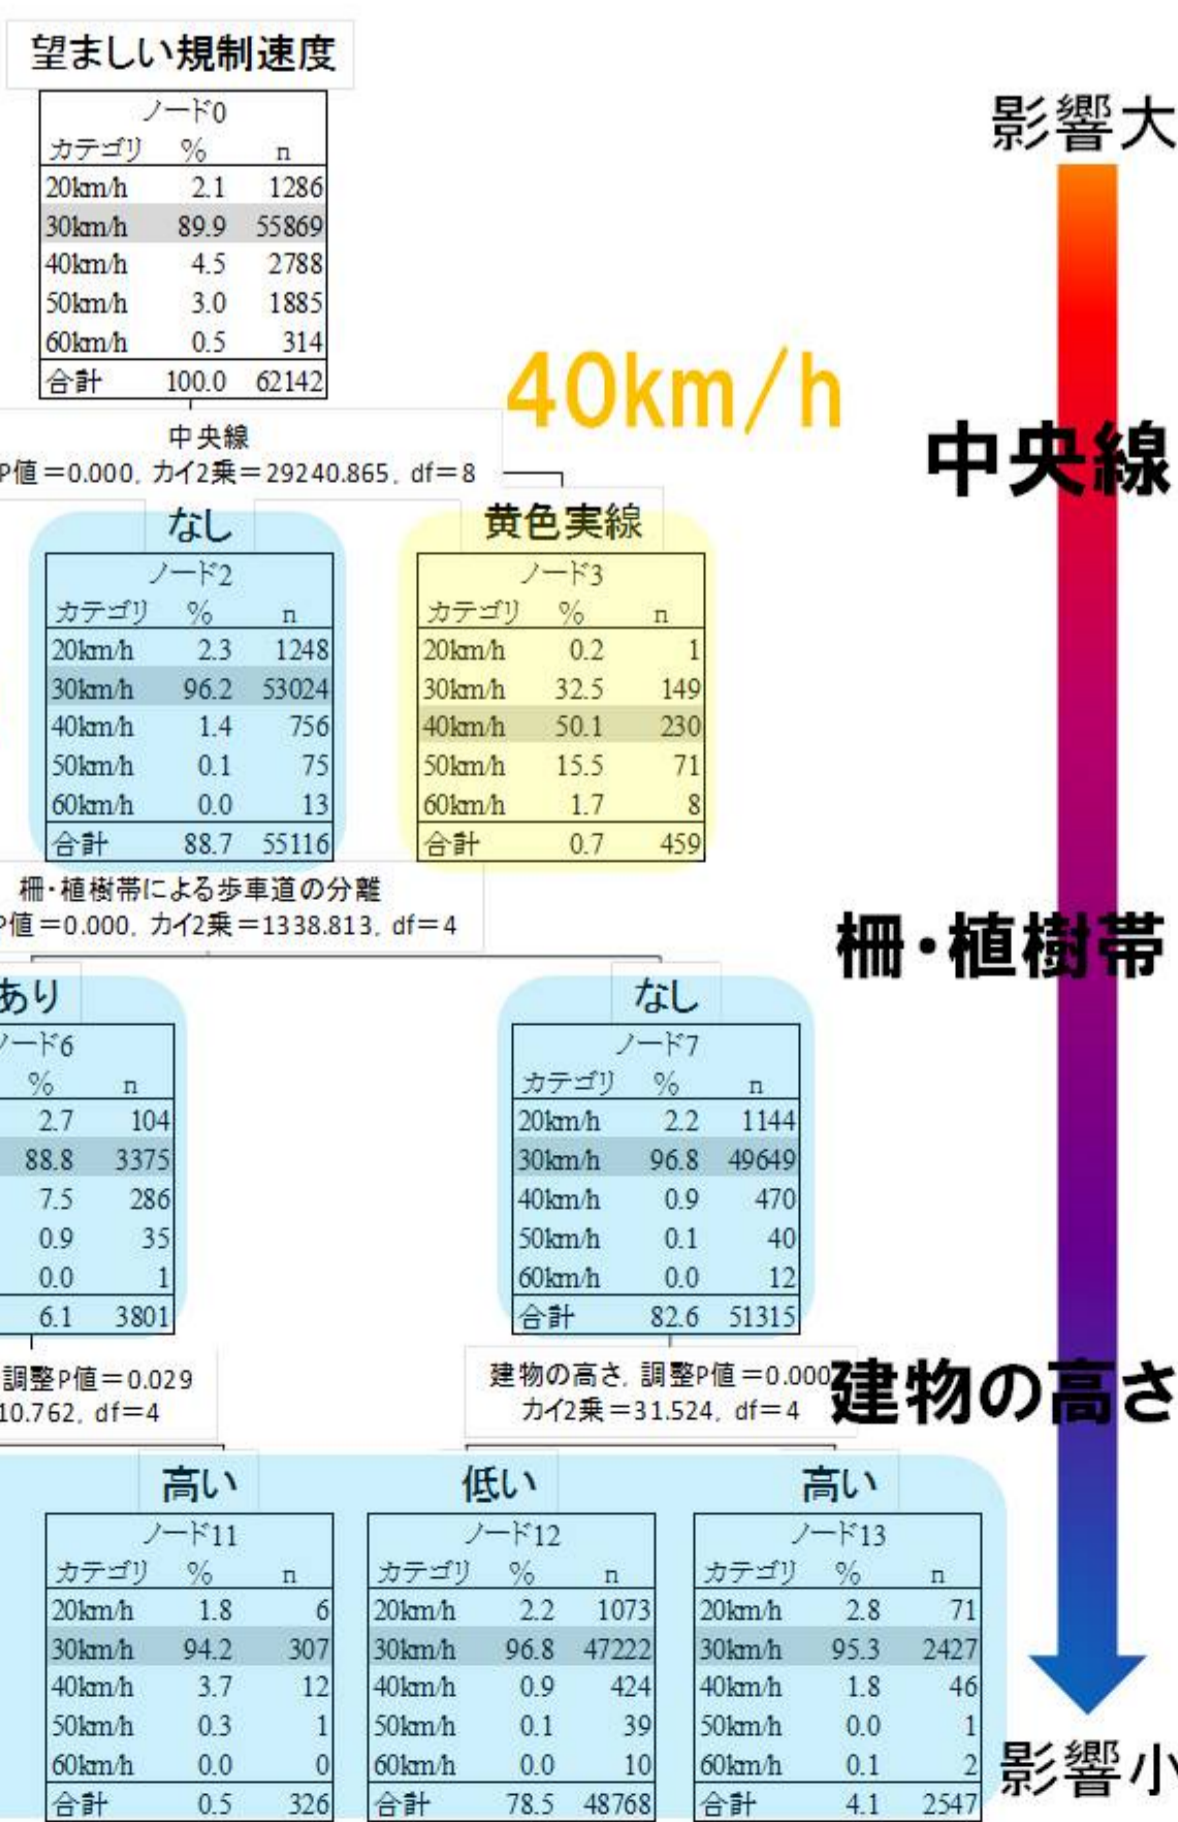 望ましい規制速度
ノード0
カテゴリ % n
20km/h 2.1 1286
30km/h 89.9 55869
40km/h 4.5 2788
50km/h 3.0 1885
60km/h 0.5 314
合計 100.0 62142
影響大
40km/h
中央線
P値＝0.000, カイ2乗＝29240.865, df＝8
中央線
なし
ノード2
カテゴリ % n
20km/h 2.3 1248
30km/h 96.2 53024
40km/h 1.4 756
50km/h 0.1 75
60km/h 0.0 13
合計 88.7 55116
黄色実線
ノード3
カテゴリ % n
20km/h 0.2 1
30km/h 32.5 149
40km/h 50.1 230
50km/h 15.5 71
60km/h 1.7 8
合計 0.7 459
柵・植樹帯による歩車道の分離
P値＝0.000, カイ2乗＝1338.813, df＝4
柵・植樹帯
あり
ノード6
% n
2.7 104
88.8 3375
7.5 286
0.9 35
0.0 1
6.1 3801
なし
ノード7
カテゴリ % n
20km/h 2.2 1144
30km/h 96.8 49649
40km/h 0.9 470
50km/h 0.1 40
60km/h 0.0 12
合計 82.6 51315
調整P値＝0.029
10.762, df＝4
建物の高さ, 調整P値＝0.000
カイ2乗＝31.524, df＝4
建物の高さ
高い
ノード11
カテゴリ % n
20km/h 1.8 6
30km/h 94.2 307
40km/h 3.7 12
50km/h 0.3 1
60km/h 0.0 0
合計 0.5 326
低い
ノード12
カテゴリ % n
20km/h 2.2 1073
30km/h 96.8 47222
40km/h 0.9 424
50km/h 0.1 39
60km/h 0.0 10
合計 78.5 48768
高い
ノード13
カテゴリ % n
20km/h 2.8 71
30km/h 95.3 2427
40km/h 1.8 46
50km/h 0.0 1
60km/h 0.1 2
合計 4.1 2547
影響小